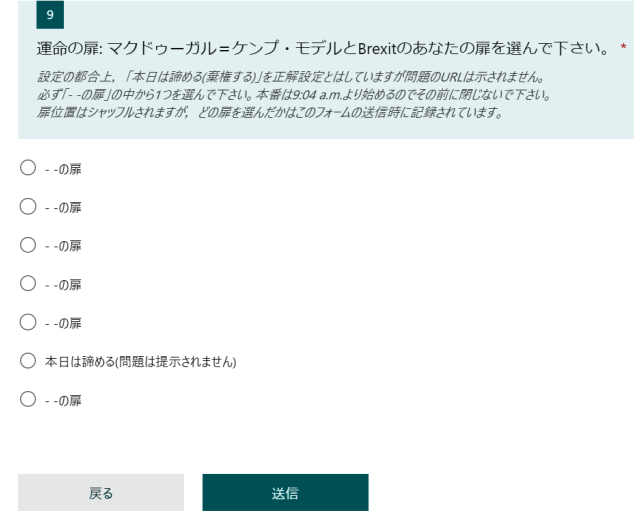 9
運命の扉: マクドゥーガル＝ケンプ・モデルとBrexitのあなたの扉を選んで下さい。 *
設定の都合上，「本日は諦める(棄権する)」を正解設定とはしていますが問題のURLは示されません。
必ず「- -の扉」の中から1つを選んで下さい。本番は9:04 a.m.より始めるのでその前に閉じないで下さい。
扉位置はシャッフルされますが，どの扉を選んだかはこのフォームの送信時に記録されています。
- -の扉
- -の扉
- -の扉
- -の扉
- -の扉
本日は諦める(問題は提示されません)
- -の扉
戻る
送信